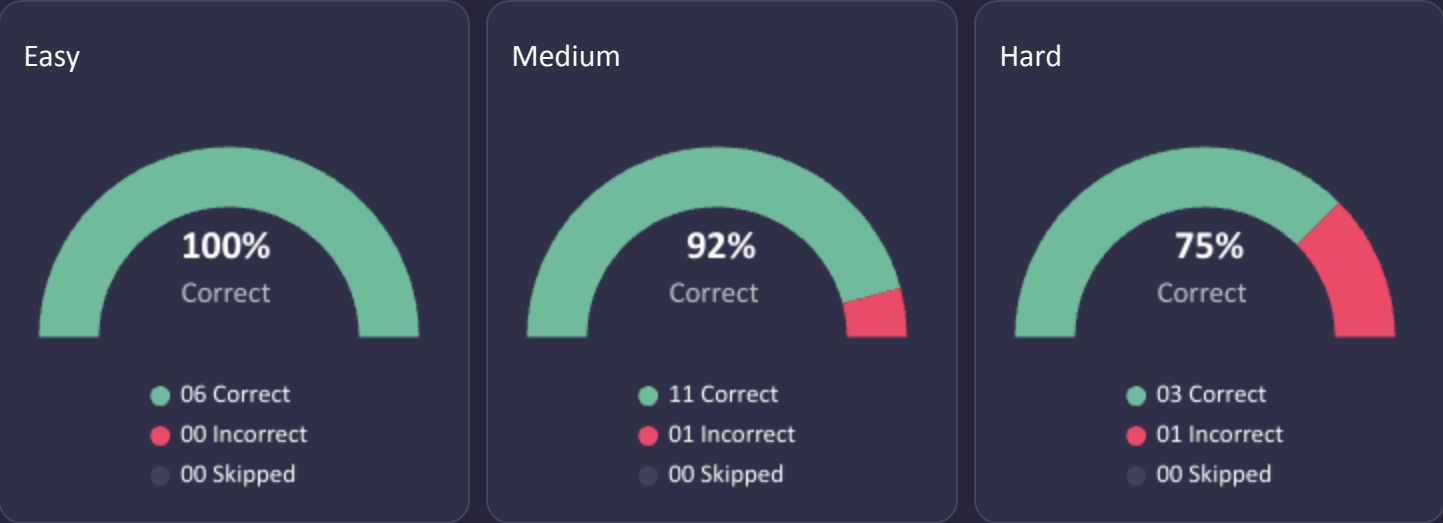 Easy
100%
Correct
06 Correct
00 Incorrect
00 Skipped
Medium
92%
Correct
11 Correct
01 Incorrect
00 Skipped
Hard
75%
Correct
03 Correct
01 Incorrect
00 Skipped